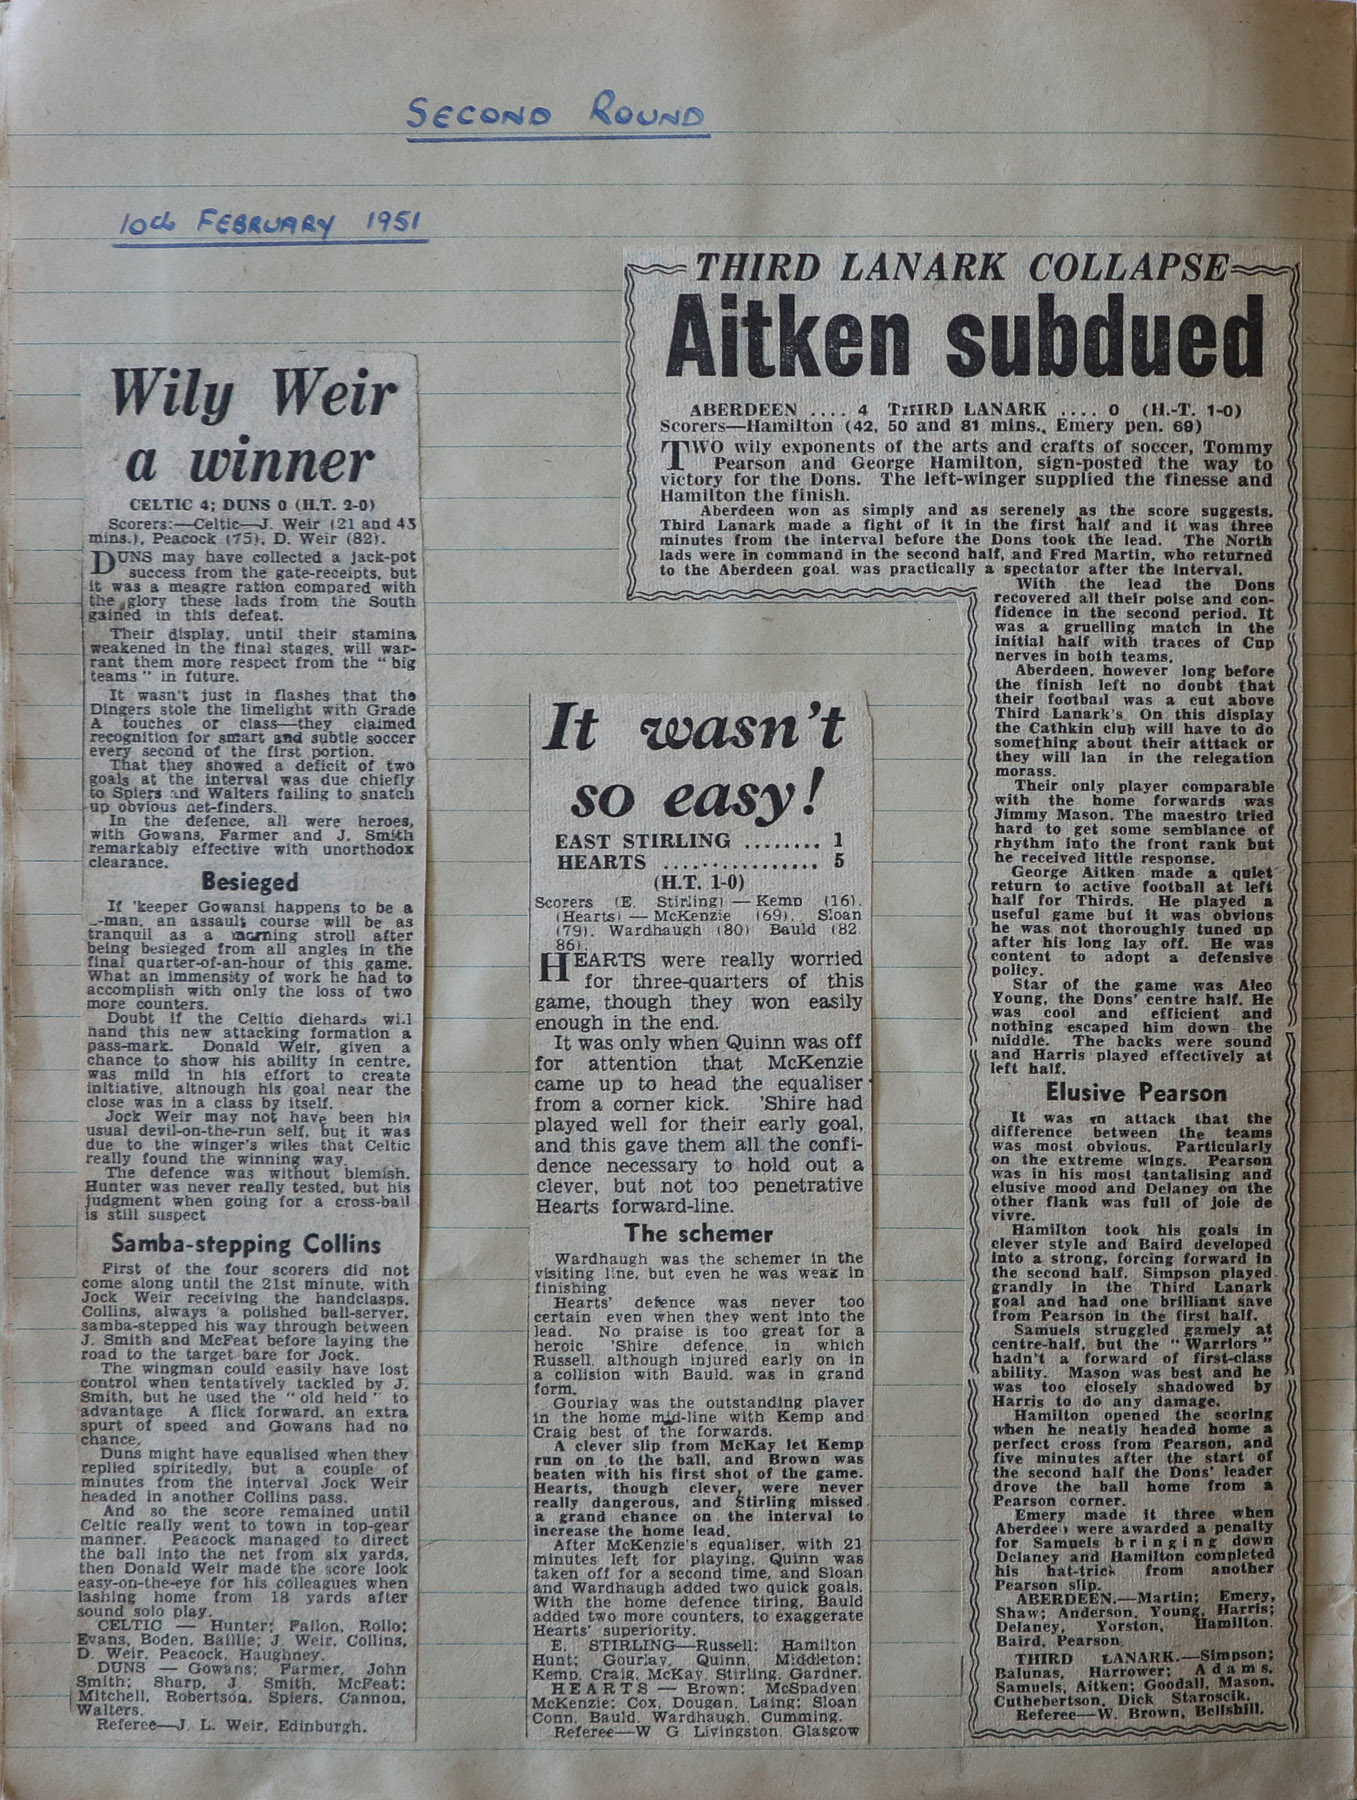 SECOND ROUND
10th FEBRUARY 1951
Wily Weir
a winner
CELTIC 4; DUNS 0 (H.T. 2-0)
Scorers:—Celtic—J. Weir (21 and 43
mins.), Peacock (75), D. Weir (82).
DUNS may have collected a jack-pot
success from the gate-receipts, but
it was a meagre ration compared with
the glory these lads from the South
gained in this defeat.
Their display, until their stamina
weakened in the final stages, will war-
rant them more respect from the "big
teams" in future.
It wasn't just in flashes that the
Dingers stole the limelight with Grade
A touches or class—they claimed
recognition for smart and subtle soccer
every second of the first portion.
That they showed a deficit of two
goals at the interval was due chiefly
to Spiers and Walters failing to snatch
up obvious net-finders.
In the defence, all were heroes,
with Gowans, Farmer and J. Smith
remarkably effective with unorthodox
clearance.
Besieged
If 'keeper Gowansi happens to be a
-man, an assault course will be as
tranquil as a morning stroll after
being besieged from all angles in the
final quarter-of-an-hour of this game.
What an immensity of work he had to
accomplish with only the loss of two
more counters.
Doubt if the Celtic diehards will
hand this new attacking formation a
pass-mark. Donald Weir, given a
chance to show his ability in centre,
was mild in his effort to create
initiative, although his goal near the
close was in a class by itself.
Jock Weir may not have been his
usual devil-on-the-run self, but it was
due to the winger's wiles that Celtic
really found the winning way.
The defence was without blemish.
Hunter was never really tested, but his
judgment when going for a cross-ball
is still suspect
Samba-stepping Collins
First of the four scorers did not
come along until the 21st minute, with
Jock Weir receiving the handclasps.
Collins, always a polished ball-server,
samba-stepped his way through between
J. Smith and McFeat before laying the
road to the target bare for Jock.
The wingman could easily have lost
control when tentatively tackled by J.
Smith, but he used the "old held" to
advantage A flick forward, an extra
spurt of speed and Gowans had no
chance.
Duns might have equalised when they
replied spiritedly, but a couple of
minutes from the interval Jock Weir
headed in another Collins pass.
And so the score remained until
Celtic really went to town in top-gear
manner. Peacock managed to direct
the ball into the net from six yards,
then Donald Weir made the score look
easy-on-the-eye for his colleagues when
lashing home from 18 yards after
sound solo play.
CELTIC — Hunter; Fallon, Rollo;
Evans, Boden, Baillie; J. Weir, Collins,
D. Weir, Peacock, Haughney.
DUNS — Gowans; Farmer, John
Smith; Sharp, J. Smith, McFeat;
Mitchell, Robertson, Spiers, Cannon,
Walters.
Referee—J. L. Weir, Edinburgh.
It wasn't
so easy!
EAST STIRLING ........ 1
HEARTS ................ 5
(H.T. 1-0)
Scorers (E. Stirling) — Kemp (16).
(Hearts) — McKenzie (69), Sloan
(79), Wardhaugh (80) Bauld (82
86).
HEARTS were really worried
for three-quarters of this
game, though they won easily
enough in the end.
It was only when Quinn was off
for attention that McKenzie
came up to head the equaliser
from a corner kick. 'Shire had
played well for their early goal,
and this gave them all the confi-
dence necessary to hold out a
clever, but not too penetrative
Hearts forward-line.
The schemer
Wardhaugh was the schemer in the
visiting line, but even he was weak in
finishing
Hearts' defence was never too
certain even when they went into the
lead. No praise is too great for a
heroic 'Shire defence, in which
Russell, although injured early on in
a collision with Bauld, was in grand
form.
Gourlay was the outstanding player
in the home mid-line with Kemp and
Craig best of the forwards.
A clever slip from McKay let Kemp
run on to the ball, and Brown was
beaten with his first shot of the game.
Hearts, though clever, were never
really dangerous, and Stirling missed
a grand chance on the interval to
increase the home lead.
After McKenzie's equaliser, with 21
minutes left for playing, Quinn was
taken off for a second time, and Sloan
and Wardhaugh added two quick goals.
With the home defence tiring, Bauld
added two more counters, to exaggerate
Hearts' superiority.
E. STIRLING—Russell; Hamilton
Hunt; Gourlay, Quinn, Middleton;
Kemp, Craig, McKay, Stirling, Gardner.
HEARTS — Brown; McSpadyen,
McKenzie; Cox, Dougan, Laing; Sloan
Conn, Bauld, Wardhaugh, Cumming.
Referee—W G Livingston, Glasgow
THIRD LANARK COLLAPSE
Aitken subdued
ABERDEEN .... 4 THIRD LANARK .... 0 (H.-T. 1-0)
Scorers—Hamilton (42, 50 and 81 mins., Emery pen. 69)
TWO wily exponents of the arts and crafts of soccer, Tommy
Pearson and George Hamilton, sign-posted the way to
victory for the Dons. The left-winger supplied the finesse and
Hamilton the finish.
Aberdeen won as simply and as serenely as the score suggests.
Third Lanark made a fight of it in the first half and it was three
minutes from the interval before the Dons took the lead. The North
lads were in command in the second half, and Fred Martin, who returned
to the Aberdeen goal, was practically a spectator after the interval.
With the lead the Dons
recovered all their poise and con-
fidence in the second period. It
was a gruelling match in the
initial half with traces of Cup
nerves in both teams.
Aberdeen, however long before
the finish left no doubt that
their football was a cut above
Third Lanark's. On this display
the Cathkin club will have to do
something about their atttack or
they will lan in the relegation
morass.
Their only player comparable
with the home forwards was
Jimmy Mason. The maestro tried
hard to get some semblance of
rhythm into the front rank but
he received little response.
George Aitken made a quiet
return to active football at left
half for Thirds. He played a
useful game but it was obvious
he was not thoroughly tuned up
after his long lay off. He was
content to adopt a defensive
policy.
Star of the game was Alec
Young, the Dons' centre half. He
was cool and efficient and
nothing escaped him down the
middle. The backs were sound
and Harris played effectively at
left half.
Elusive Pearson
It was in attack that the
difference between the teams
was most obvious. Particularly
on the extreme wings. Pearson
was in his most tantalising and
elusive mood and Delaney on the
other flank was full of joie de
vivre.
Hamilton took his goals in
clever style and Baird developed
into a strong, forcing forward in
the second half. Simpson played
grandly in the Third Lanark
goal and had one brilliant save
from Pearson in the first half.
Samuels struggled gamely at
centre-half, but the "Warriors"
hadn't a forward of first-class
ability. Mason was best and he
was too closely shadowed by
Harris to do any damage.
Hamilton opened the scoring
when he neatly headed home a
perfect cross from Pearson, and
five minutes after the start of
the second half the Dons' leader
drove the ball home from a
Pearson corner.
Emery made it three when
Aberdeen were awarded a penalty
for Samuels bringing down
Delaney and Hamilton completed
his hat-trick from another
Pearson slip.
ABERDEEN.—Martin; Emery,
Shaw; Anderson, Young, Harris;
Delaney, Yorston, Hamilton.
Baird, Pearson
THIRD LANARK.—Simpson;
Balunas, Harrower; Adams,
Samuels, Aitken; Goodall, Mason,
Cuthebertson, Dick Staroscik.
Referee—W. Brown, Bellshill.